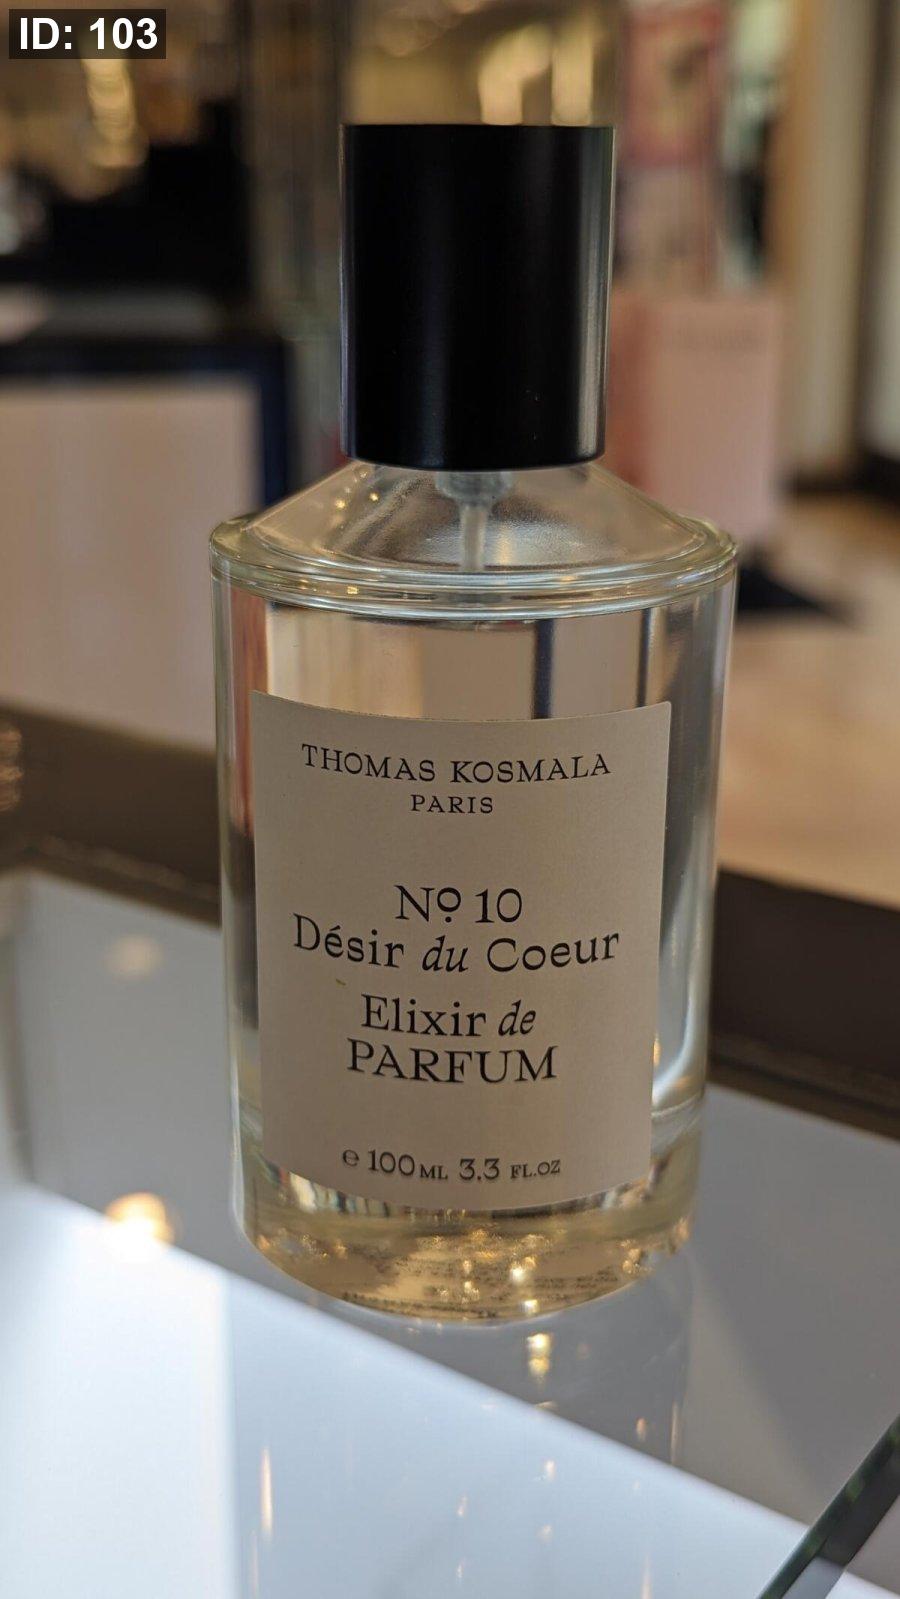 ID: 103
THOMAS KOSMALA
PARIS
Nº 10
Désir du Coeur
Elixir de
PARFUM
℮ 100 ML 3.3 FL.OZ